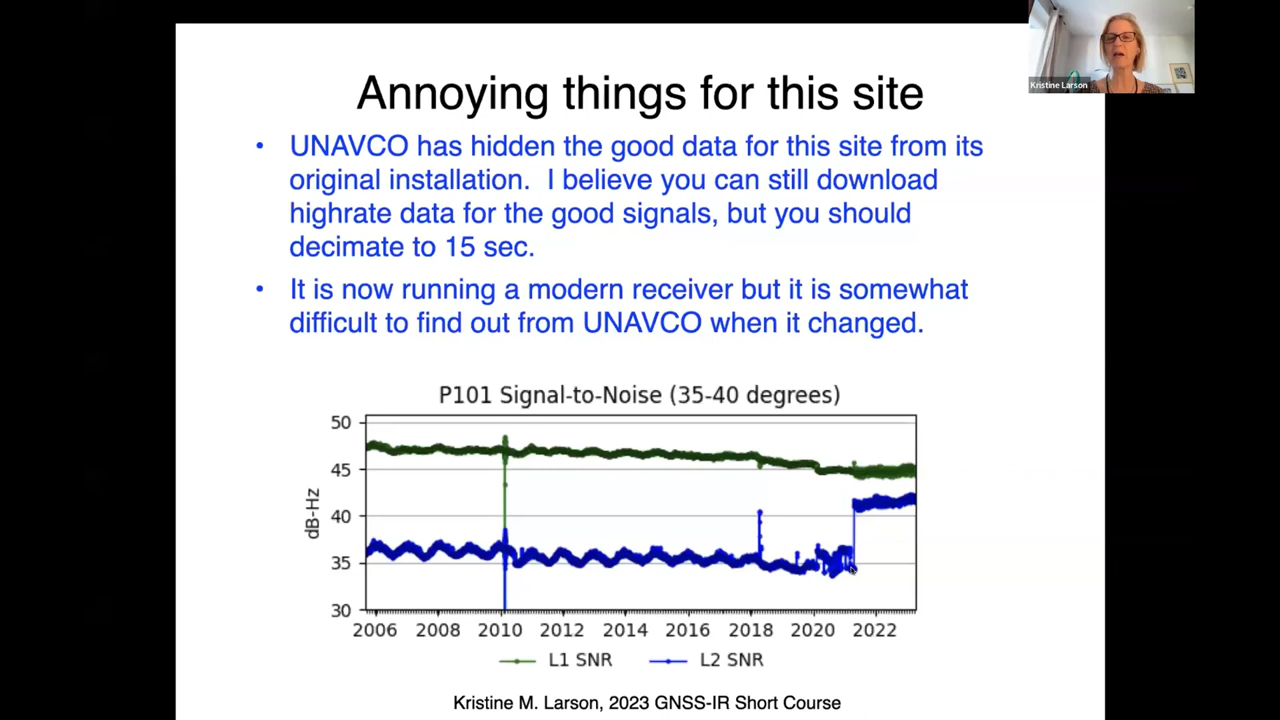 Kristine Larson
Annoying things for this site
• UNAVCO has hidden the good data for this site from its
original installation. I believe you can still download
highrate data for the good signals, but you should
decimate to 15 sec.
• It is now running a modern receiver but it is somewhat
difficult to find out from UNAVCO when it changed.
P101 Signal-to-Noise (35-40 degrees)
dB-Hz
50
45
40
35
30
2006 2008 2010 2012 2014 2016 2018 2020 2022
L1 SNR L2 SNR
Kristine M. Larson, 2023 GNSS-IR Short Course